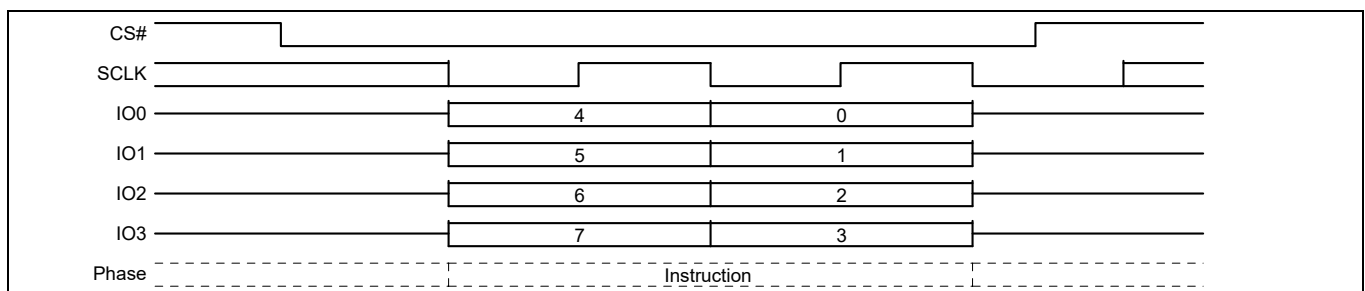 CS#
SCLK
IO0 4 0
IO1 5 1
IO2 6 2
IO3 7 3
Phase Instruction